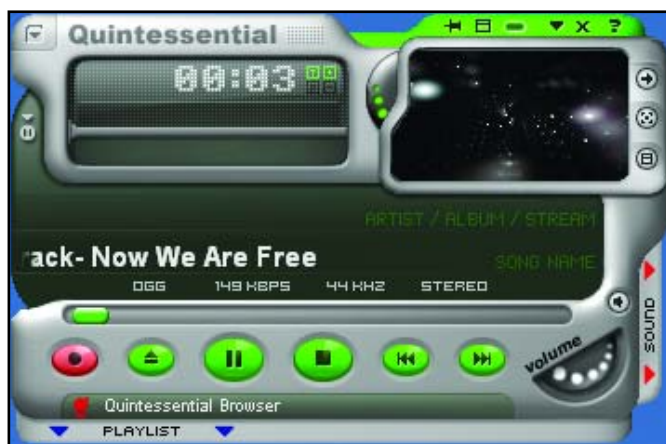 Quintessential
00:03
ARTIST / ALBUM / STREAM
rack- Now We Are Free
SONG NAME
OGG 149 KBPS 44 KHZ STEREO
volume
SOUND
Quintessential Browser
PLAYLIST